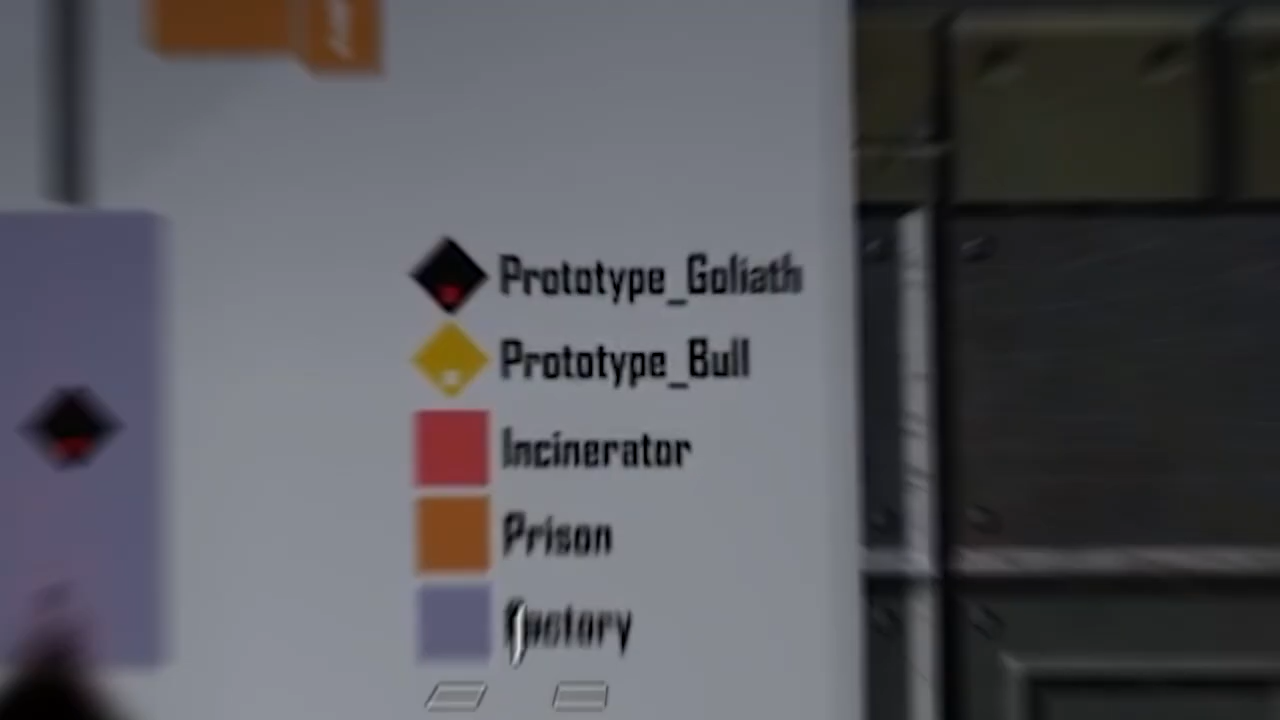 Prototype_Goliath
Prototype_Bull
Incinerator
Prison
Factory